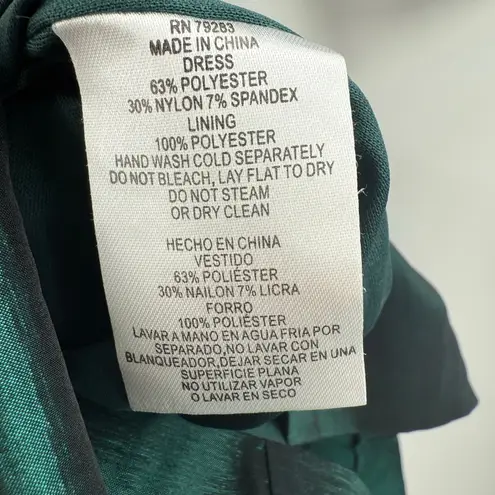 RN 79283
MADE IN CHINA
DRESS
63% POLYESTER
30% NYLON 7% SPANDEX
LINING
100% POLYESTER
HAND WASH COLD SEPARATELY
DO NOT BLEACH, LAY FLAT TO DRY
DO NOT STEAM
OR DRY CLEAN
HECHO EN CHINA
VESTIDO
63% POLIÉSTER
30% NAILON 7% LICRA
FORRO
100% POLIÉSTER
LAVAR A MANO EN AGUA FRIA POR
SEPARADO,NO LAVAR CON
BLANQUEADOR,DEJAR SECAR EN UNA
SUPERFICIE PLANA
NO UTILIZAR VAPOR
O LAVAR EN SECO